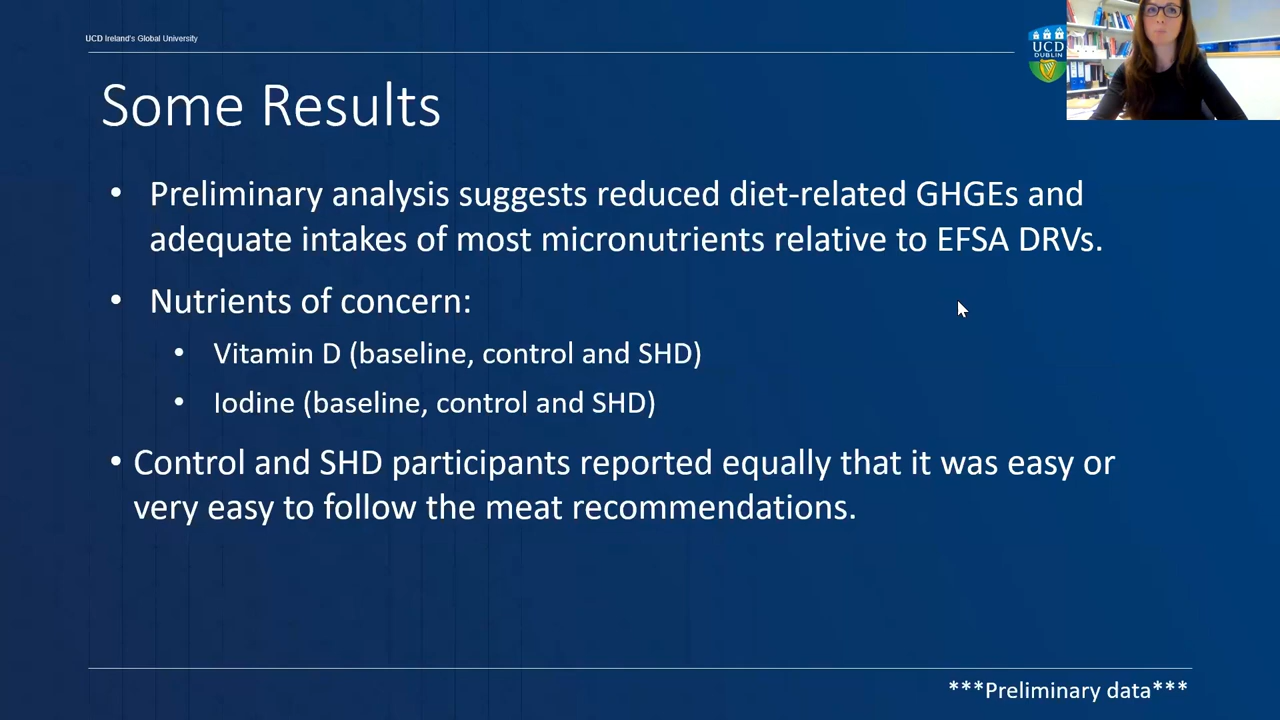 UCD Ireland's Global University
UCD
DUBLIN
Some Results
• Preliminary analysis suggests reduced diet-related GHGEs and
adequate intakes of most micronutrients relative to EFSA DRVs.
• Nutrients of concern:
• Vitamin D (baseline, control and SHD)
• Iodine (baseline, control and SHD)
• Control and SHD participants reported equally that it was easy or
very easy to follow the meat recommendations.
***Preliminary data***